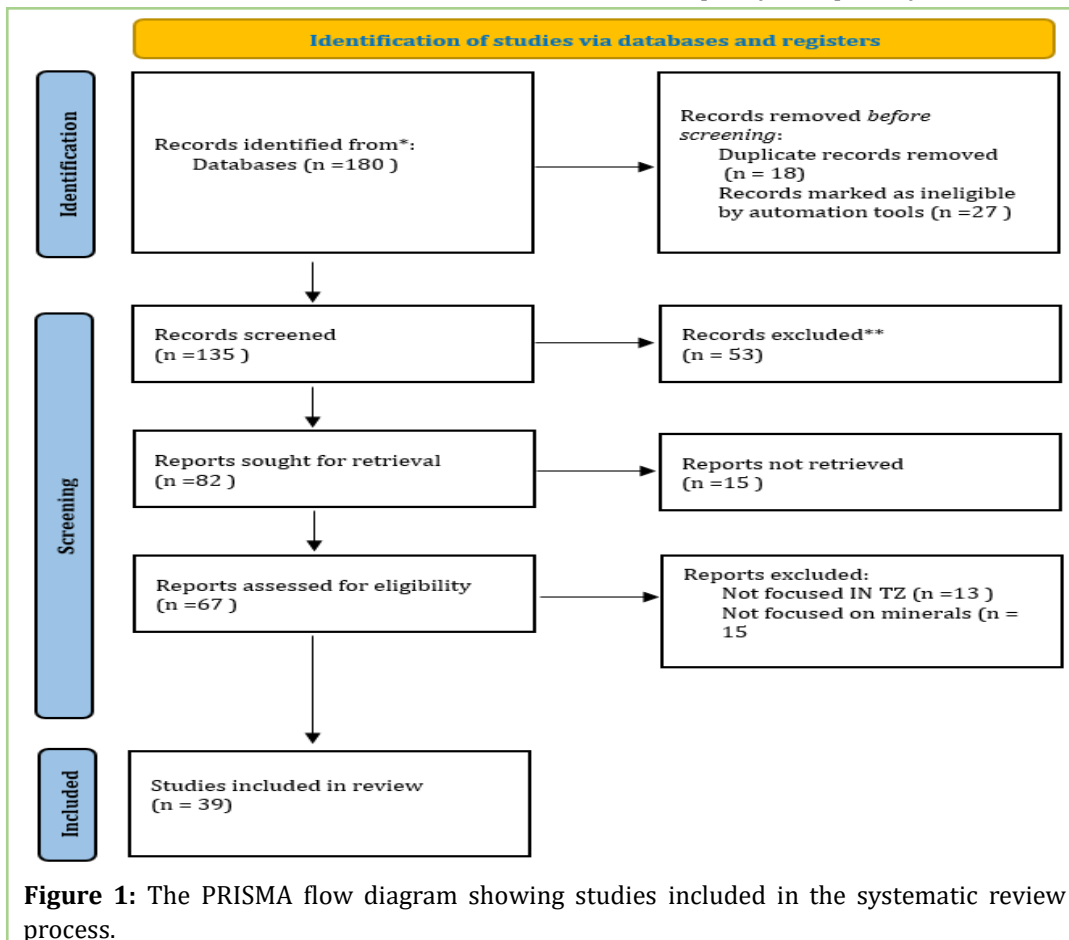 Identification of studies via databases and registers
Identification
Records identified from*:
Databases (n =180 )
Records removed before
screening:
Duplicate records removed
(n = 18)
Records marked as ineligible
by automation tools (n =27 )
Screening
Records screened
(n =135 )
Records excluded**
(n = 53)
Reports sought for retrieval
(n =82 )
Reports not retrieved
(n =15 )
Reports assessed for eligibility
(n =67 )
Reports excluded:
Not focused IN TZ (n =13 )
Not focused on minerals (n =
15
Included
Studies included in review
(n = 39)
Figure 1: The PRISMA flow diagram showing studies included in the systematic review
process.